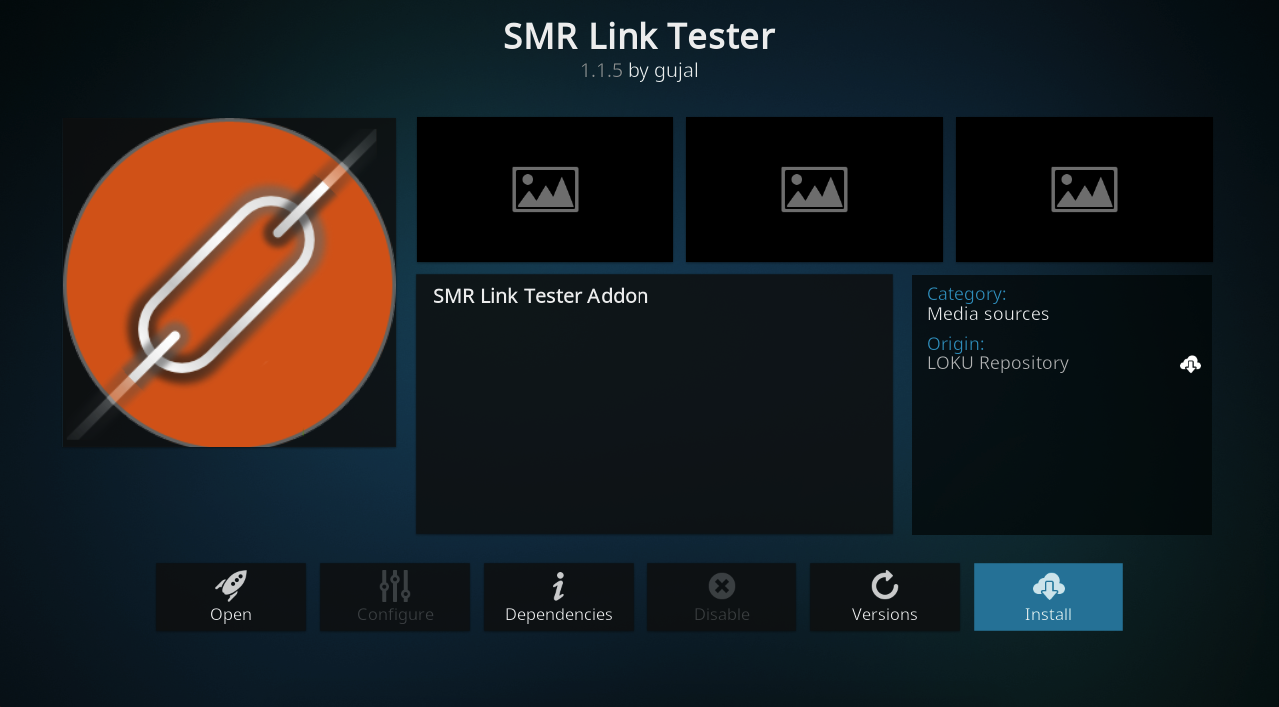 SMR Link Tester
1.1.5 by gujal
SMR Link Tester Addon
Category:
Media sources
Origin:
LOKU Repository
Open
Configure
Dependencies
Disable
Versions
Install